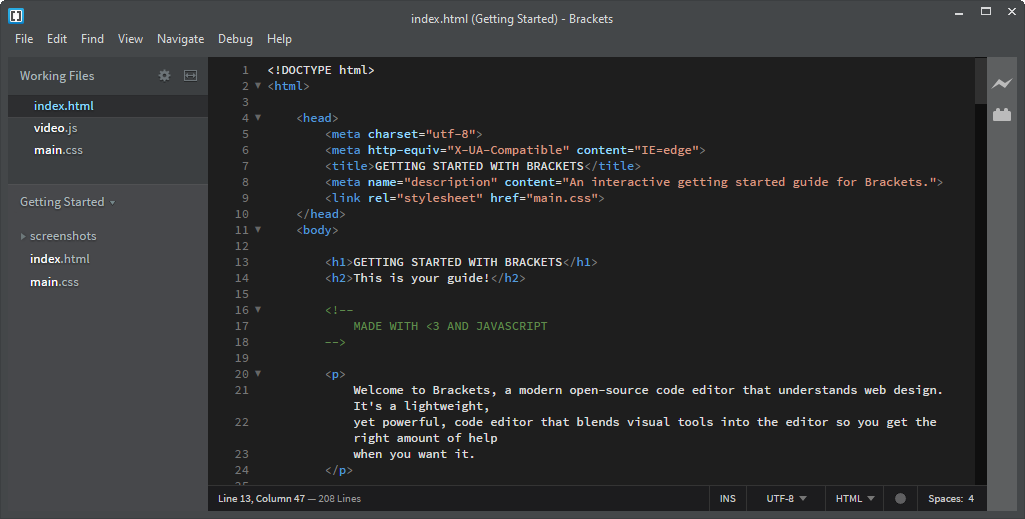 index.html (Getting Started) - Brackets
File Edit Find View Navigate Debug Help
Working Files
index.html
video.js
main.css
Getting Started
screenshots
index.html
main.css
1 <!DOCTYPE html>
2 <html>
3
4 <head>
5 <meta charset="utf-8">
6 <meta http-equiv="X-UA-Compatible" content="IE=edge">
7 <title>GETTING STARTED WITH BRACKETS</title>
8 <meta name="description" content="An interactive getting started guide for Brackets.">
9 <link rel="stylesheet" href="main.css">
10 </head>
11 <body>
12
13 <h1>GETTING STARTED WITH BRACKETS</h1>
14 <h2>This is your guide!</h2>
15
16 <!--
17 MADE WITH <3 AND JAVASCRIPT
18 -->
19
20 <p>
21 Welcome to Brackets, a modern open-source code editor that understands web design.
It's a lightweight,
22 yet powerful, code editor that blends visual tools into the editor so you get the
right amount of help
23 when you want it.
24 </p>
Line 13, Column 47 — 208 Lines
INS UTF-8 HTML Spaces: 4